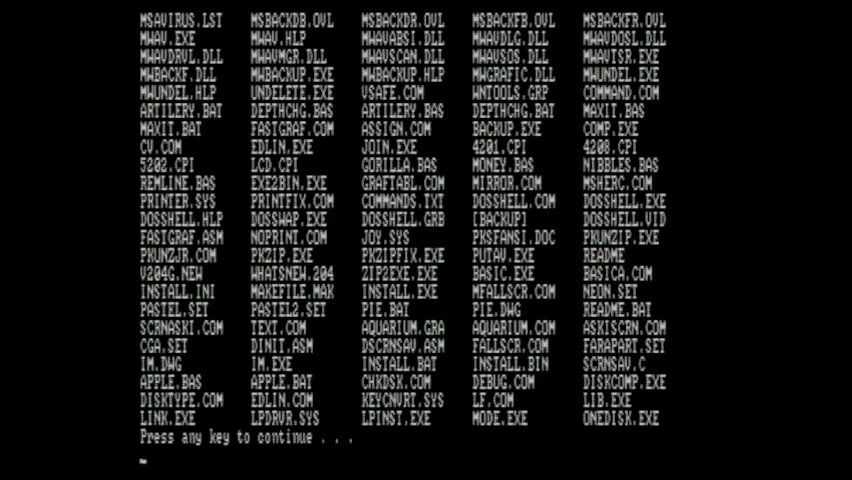 MSAVIRUS.LST MSBACKDB.OVL MSBACKDR.OVL MSBACKFB.OVL MSBACKFR.OVL
MWAV.EXE MWAV.HLP MWAVABSI.DLL MWAVDLG.DLL MWAVDOSL.DLL
MWAVDRVL.DLL MWAVMGR.DLL MWAVSCAN.DLL MWAVSOS.DLL MWAVTSR.EXE
MWBACKF.DLL MWBACKUP.EXE MWBACKUP.HLP MWGRAFIC.DLL MWUNDEL.EXE
MWUNDEL.HLP UNDELETE.EXE VSAFE.COM WNTOOLS.GRP COMMAND.COM
ARTILERY.BAT DEPTHCHG.BAS ARTILERY.BAS DEPTHCHG.BAT MAXIT.BAS
MAXIT.BAT FASTGRAF.COM ASSIGN.COM BACKUP.EXE COMP.EXE
CV.COM EDLIN.EXE JOIN.EXE 4201.CPI 4208.CPI
5202.CPI LCD.CPI GORILLA.BAS MONEY.BAS NIBBLES.BAS
REMLINE.BAS EXE2BIN.EXE GRAFTABL.COM MIRROR.COM MSHERC.COM
PRINTER.SYS PRINTFIX.COM COMMANDS.TXT DOSSHELL.COM DOSSHELL.EXE
DOSSHELL.HLP DOSSWAP.EXE DOSSHELL.GRB [BACKUP] DOSSHELL.VID
FASTGRAF.ASM NOPRINT.COM JOY.SYS PKSFANSI.DOC PKUNZIP.EXE
PKUNZJR.COM PKZIP.EXE PKZIPFIX.EXE PUTAV.EXE README
V204G.NEW WHATSNEW.204 ZIP2EXE.EXE BASIC.EXE BASICA.COM
INSTALL.INI MAKEFILE.MAK INSTALL.EXE MFALLSCR.COM NEON.SET
PASTEL.SET PASTEL2.SET PIE.BAT PIE.DWG README.BAT
SCRNASKI.COM TEXT.COM AQUARIUM.GRA AQUARIUM.COM ASKISCRN.COM
CGA.SET DINIT.ASM DSCRNSAV.ASM FALLSCR.COM FARAPART.SET
IM.DWG IM.EXE INSTALL.BAT INSTALL.BIN SCRNSAV.C
APPLE.BAS APPLE.BAT CHKDSK.COM DEBUG.COM DISKCOMP.EXE
DISKTYPE.COM EDLIN.COM KEYCNVRT.SYS LF.COM LIB.EXE
LINK.EXE LPDRVR.SYS LPINST.EXE MODE.EXE ONEDISK.EXE
Press any key to continue . . .